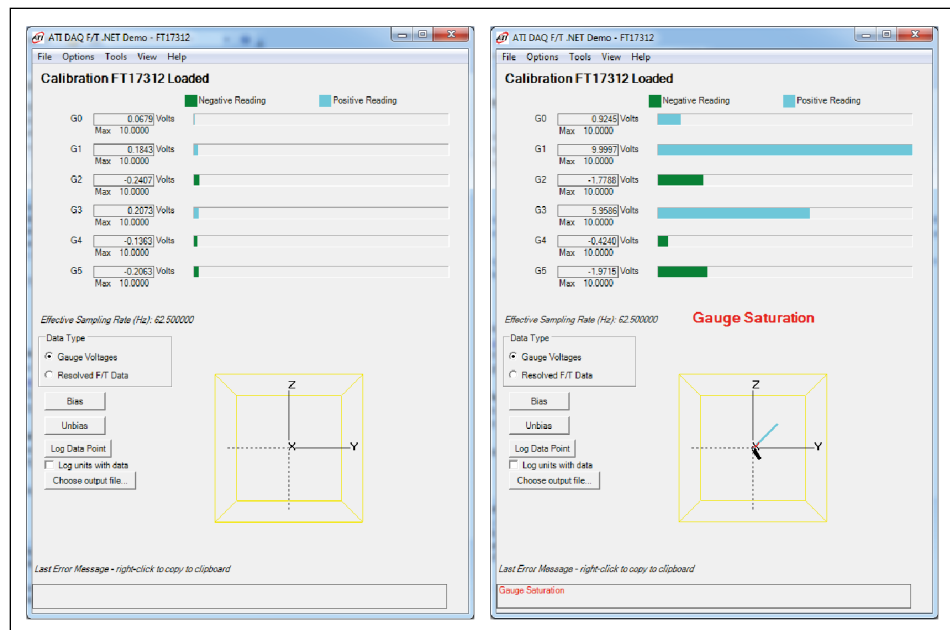 ATI DAQ F/T .NET Demo - FT17312
File Options Tools View Help
Calibration FT17312 Loaded
Negative Reading Positive Reading
G0 0.0679 Volts
Max 10.0000
G1 0.1843 Volts
Max 10.0000
G2 -0.2407 Volts
Max 10.0000
G3 0.2073 Volts
Max 10.0000
G4 -0.1363 Volts
Max 10.0000
G5 -0.2063 Volts
Max 10.0000
Effective Sampling Rate (Hz): 62.500000
Data Type
Gauge Voltages
Resolved F/T Data
Bias
Unbias
Log Data Point
Log units with data
Choose output file...
Z
X
Y
Last Error Message - right-click to copy to clipboard
ATI DAQ F/T .NET Demo - FT17312
File Options Tools View Help
Calibration FT17312 Loaded
Negative Reading Positive Reading
G0 0.9245 Volts
Max 10.0000
G1 9.9997 Volts
Max 10.0000
G2 -1.7788 Volts
Max 10.0000
G3 5.9586 Volts
Max 10.0000
G4 -0.4240 Volts
Max 10.0000
G5 -1.9715 Volts
Max 10.0000
Effective Sampling Rate (Hz): 62.500000 Gauge Saturation
Data Type
Gauge Voltages
Resolved F/T Data
Bias
Unbias
Log Data Point
Log units with data
Choose output file...
Z
X
Y
Last Error Message - right-click to copy to clipboard
Gauge Saturation